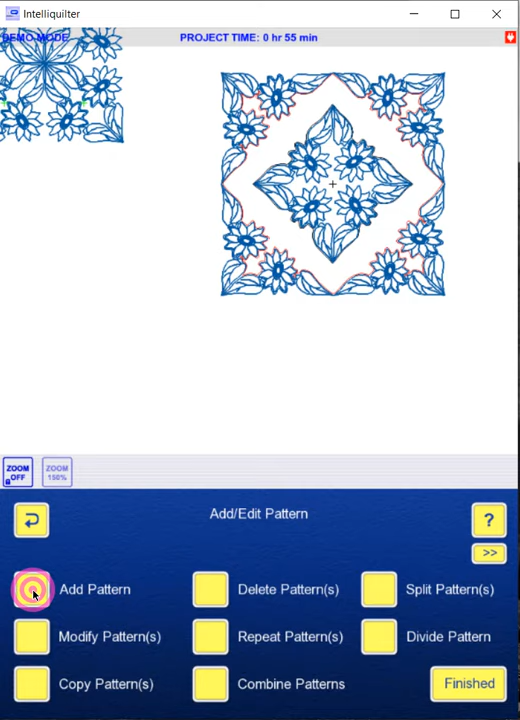 Intelliquilter
DEMO MODE
PROJECT TIME: 0 hr 55 min
ZOOM OFF
ZOOM 150%
Add/Edit Pattern
?
>>
Add Pattern
Delete Pattern(s)
Split Pattern(s)
Modify Pattern(s)
Repeat Pattern(s)
Divide Pattern
Copy Pattern(s)
Combine Patterns
Finished